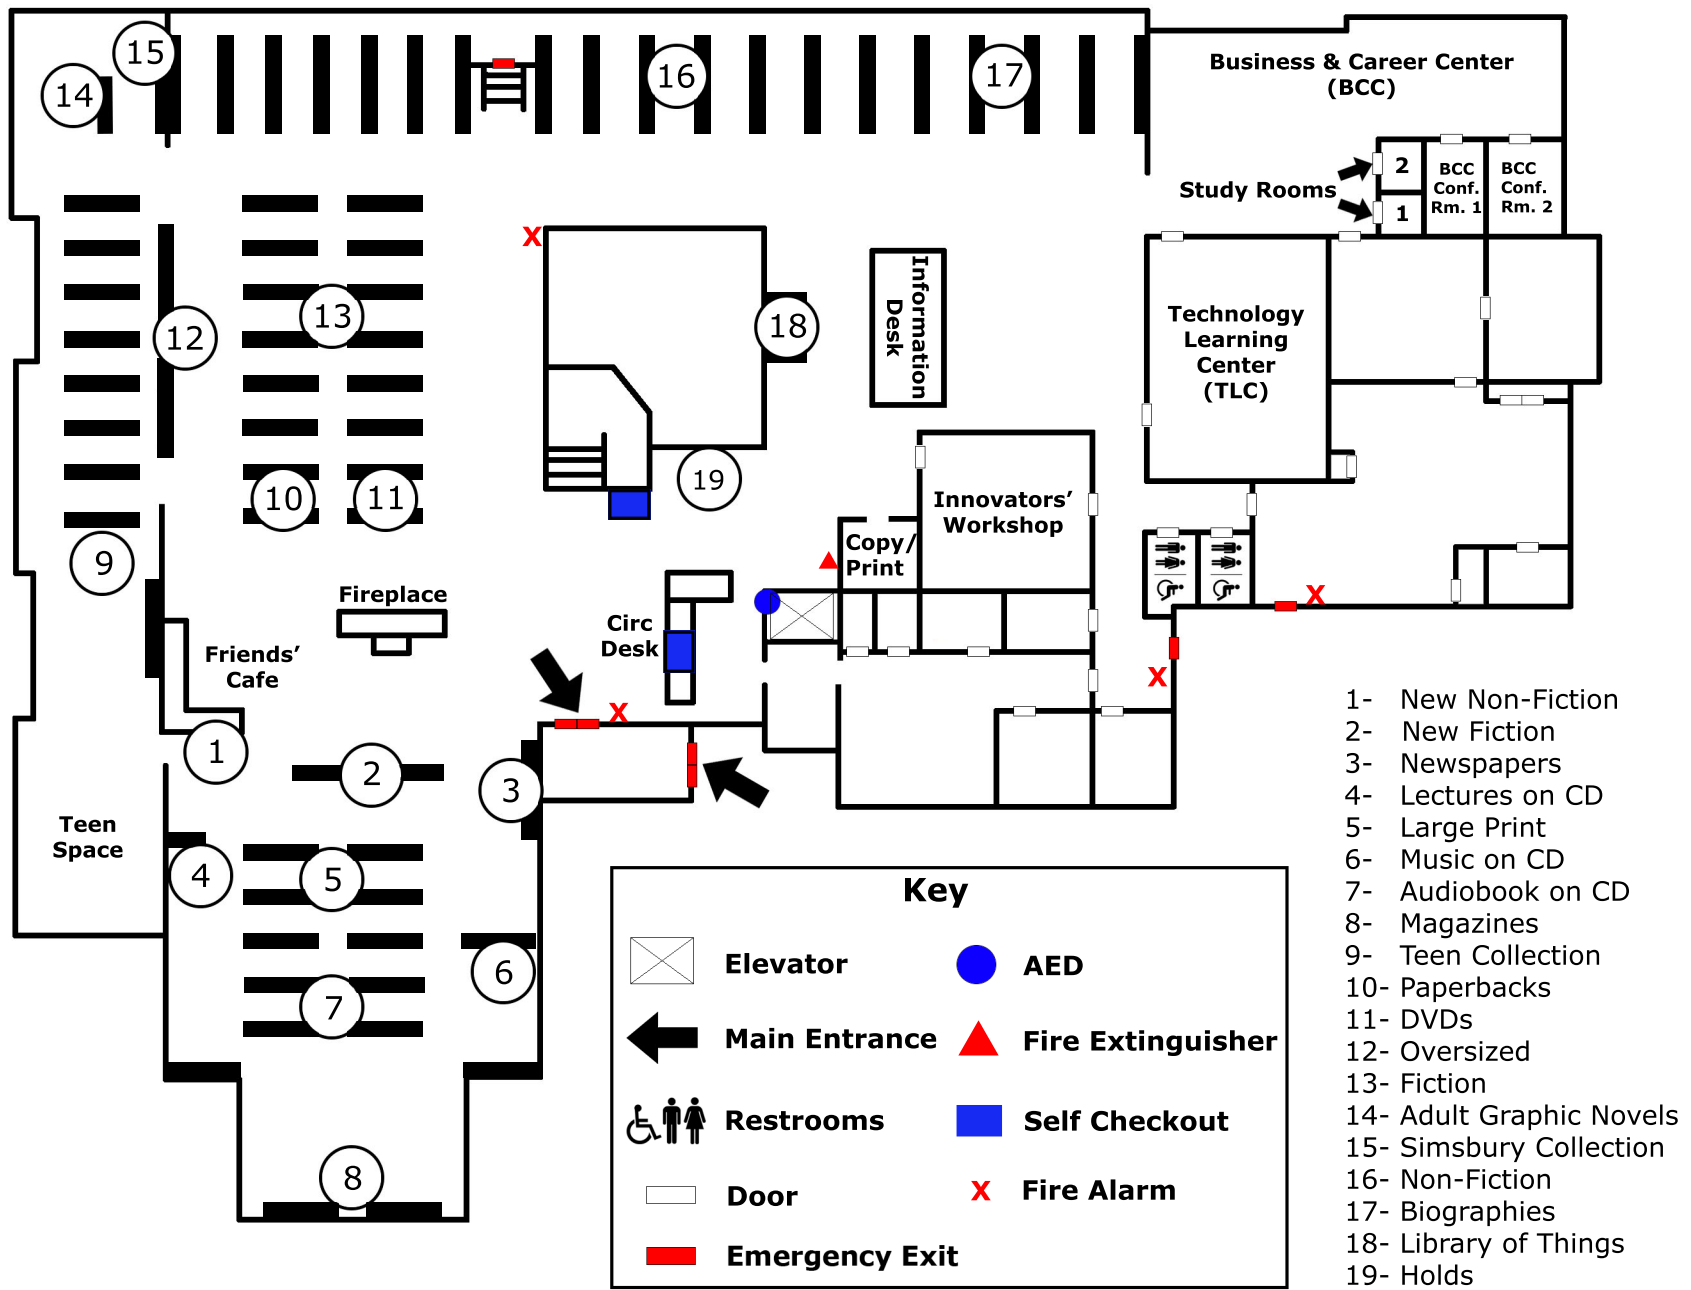 15
14
16
17
Business & Career Center
(BCC)
2
1
Study Rooms
BCC
Conf.
Rm. 1
BCC
Conf.
Rm. 2
X
12
13
18
Information
Desk
Technology
Learning
Center
(TLC)
10
11
19
9
Innovators’
Workshop
Copy/
Print
Fireplace
Circ
Desk
Friends’
Cafe
X
X
X
1
2
3
Teen
Space
4
5
6
7
8
Key
Elevator
AED
Main Entrance
Fire Extinguisher
Restrooms
Self Checkout
Door
X Fire Alarm
Emergency Exit
1- New Non-Fiction
2- New Fiction
3- Newspapers
4- Lectures on CD
5- Large Print
6- Music on CD
7- Audiobook on CD
8- Magazines
9- Teen Collection
10- Paperbacks
11- DVDs
12- Oversized
13- Fiction
14- Adult Graphic Novels
15- Simsbury Collection
16- Non-Fiction
17- Biographies
18- Library of Things
19- Holds